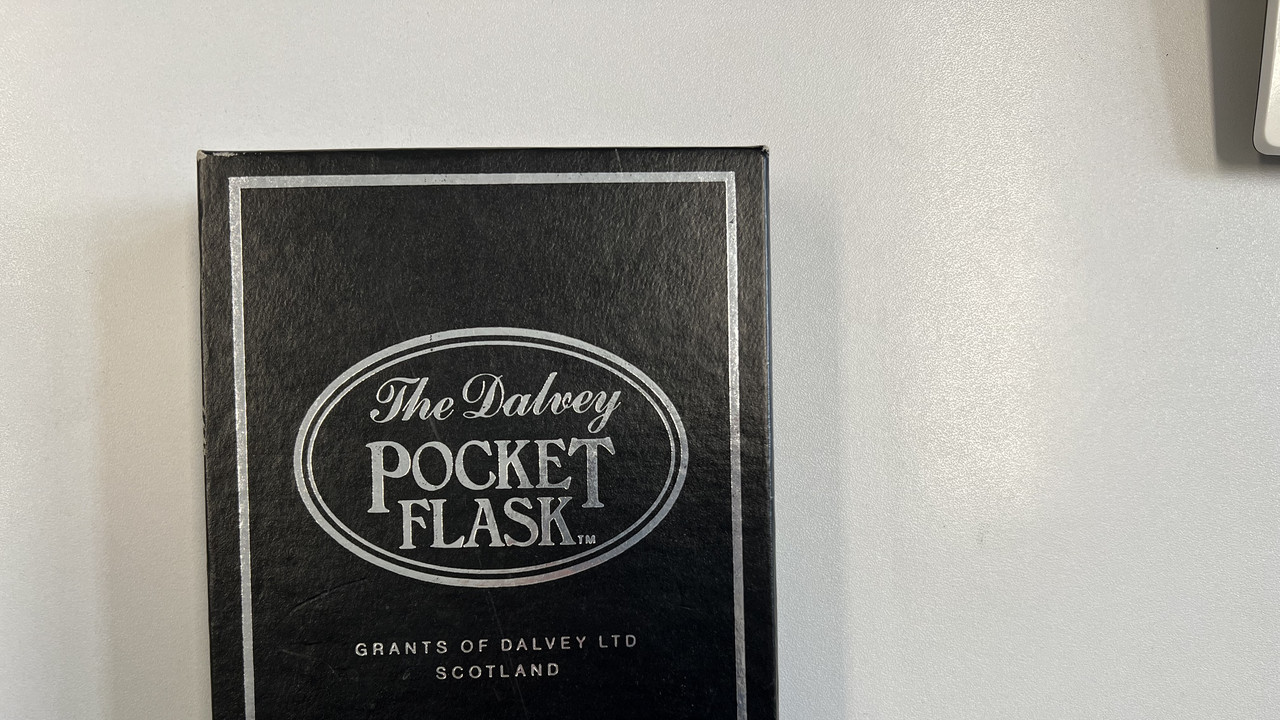 The Dalvey
POCKET
FLASK™
GRANTS OF DALVEY LTD
SCOTLAND